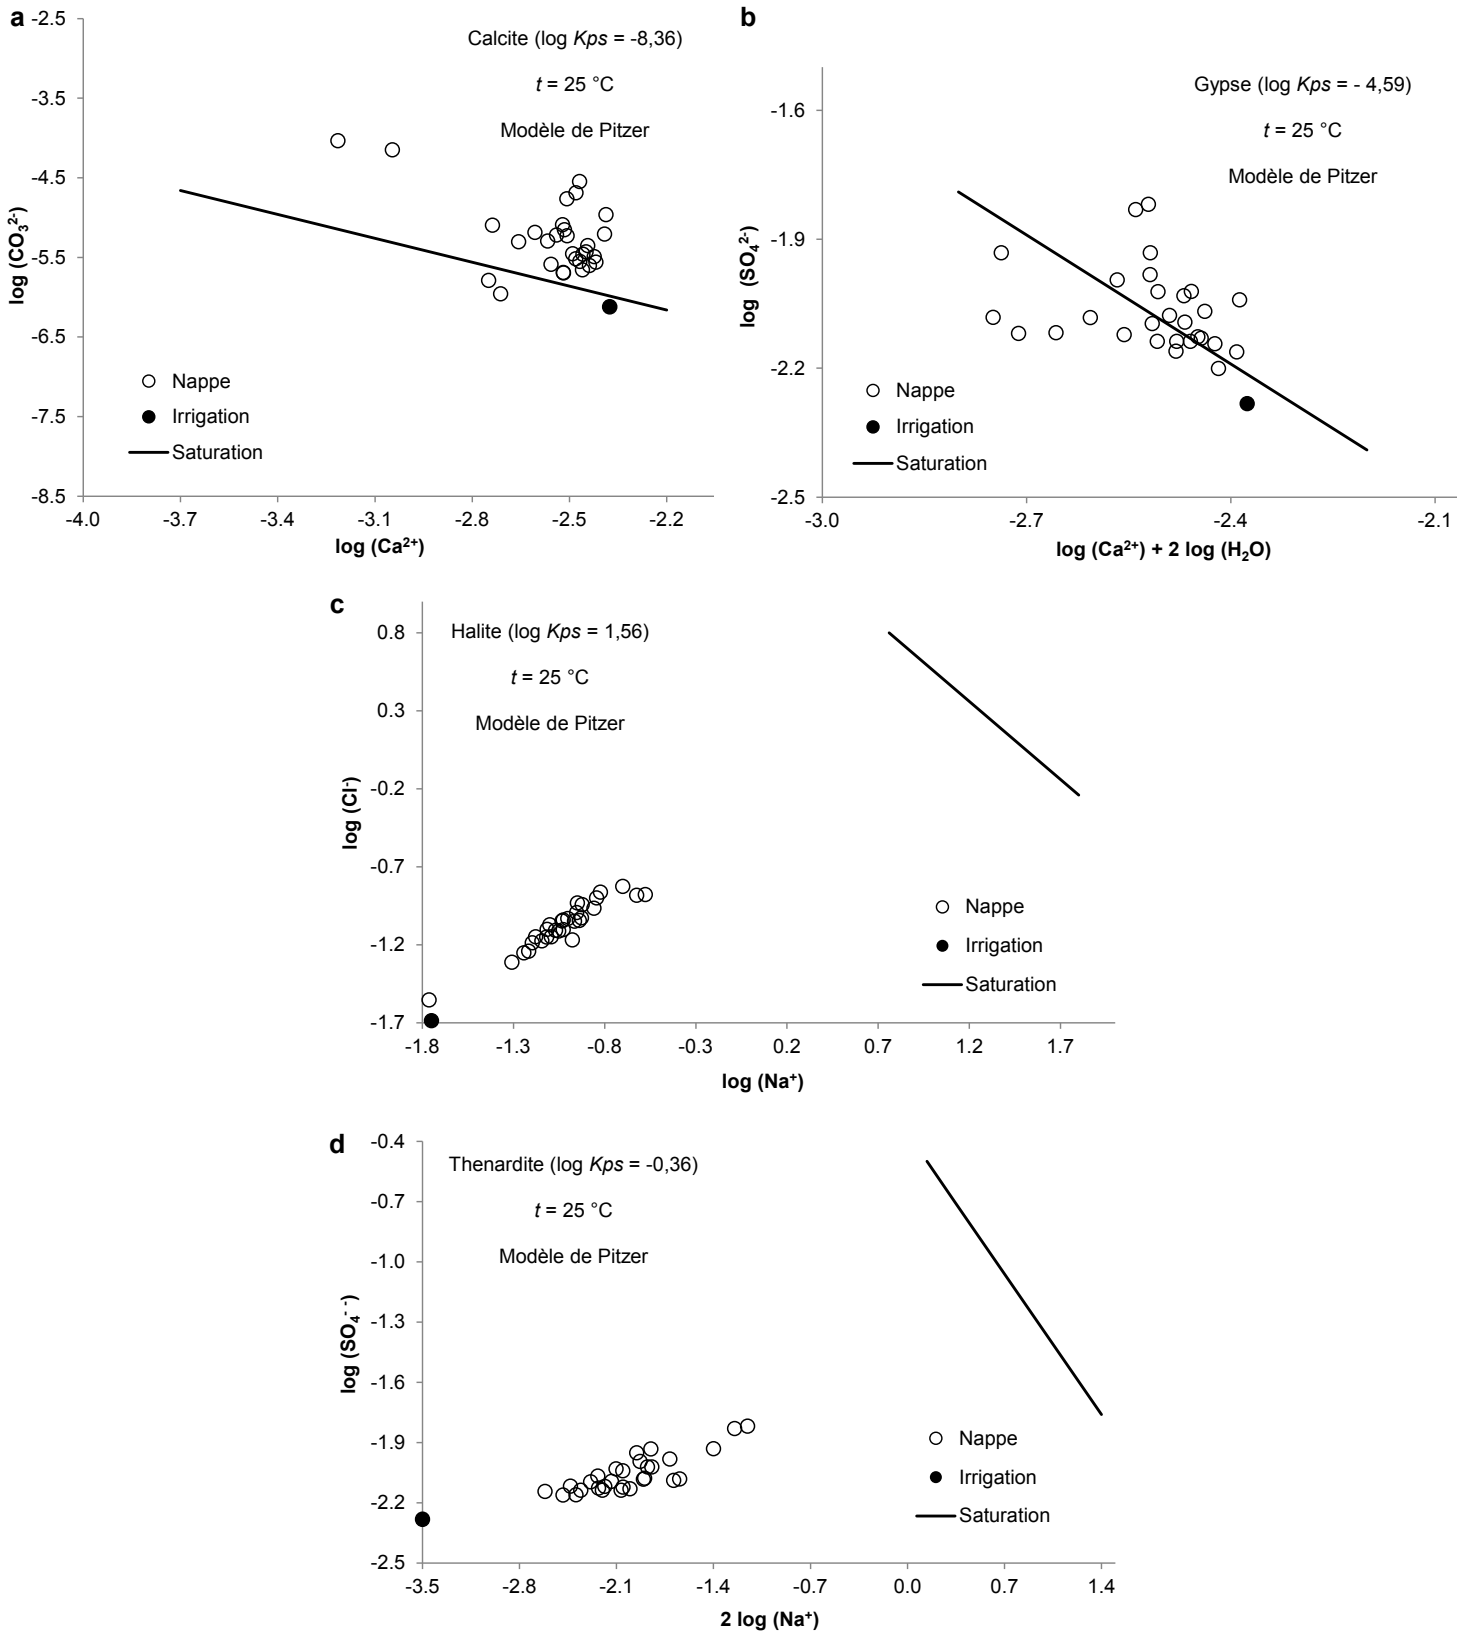 a
-2.5
-3.5
-4.5
-5.5
-6.5
-7.5
-8.5
log (CO₃²⁻)
Calcite (log Kps = -8,36)
t = 25 °C
Modèle de Pitzer
Nappe
Irrigation
Saturation
-4.0 -3.7 -3.4 -3.1 -2.8 -2.5 -2.2
log (Ca²⁺)
b
-1.6
-1.9
-2.2
-2.5
log (SO₄²⁻)
Gypse (log Kps = - 4,59)
t = 25 °C
Modèle de Pitzer
Nappe
Irrigation
Saturation
-3.0 -2.7 -2.4 -2.1
log (Ca²⁺) + 2 log (H₂O)
c
0.8
0.3
-0.2
-0.7
-1.2
-1.7
log (Cl⁻)
Halite (log Kps = 1,56)
t = 25 °C
Modèle de Pitzer
Nappe
Irrigation
Saturation
-1.8 -1.3 -0.8 -0.3 0.2 0.7 1.2 1.7
log (Na⁺)
d
-0.4
-0.7
-1.0
-1.3
-1.6
-1.9
-2.2
-2.5
log (SO₄⁻ ⁻)
Thenardite (log Kps = -0,36)
t = 25 °C
Modèle de Pitzer
Nappe
Irrigation
Saturation
-3.5 -2.8 -2.1 -1.4 -0.7 0.0 0.7 1.4
2 log (Na⁺)